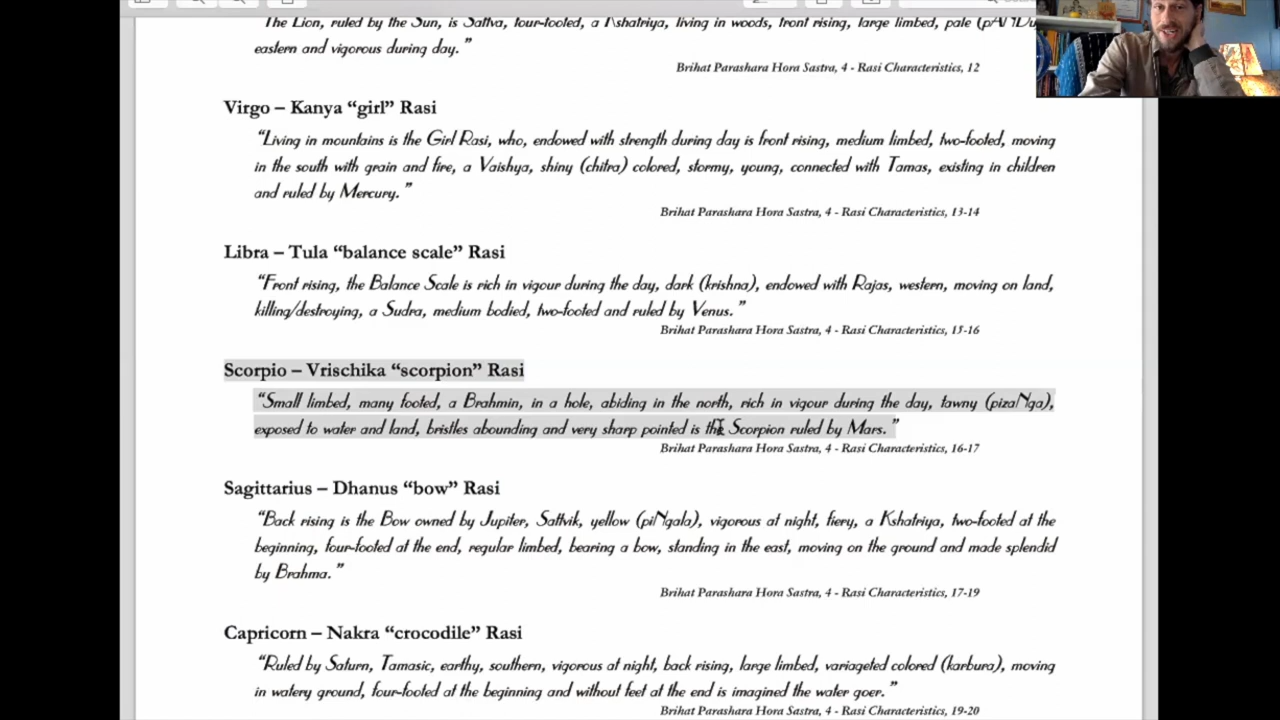 The Lion, ruled by the Sun, is Sattva, four-footed, a Kshatriya, living in woods, front rising, large limbed, pale
eastern and vigorous during day.”
Brihat Parashara Hora Sastra, 4 - Rasi Characteristics, 12
Virgo – Kanya “girl” Rasi
“Living in mountains is the Girl Rasi, who, endowed with strength during day is front rising, medium limbed, two-footed, moving
in the south with grain and fire, a Vaishya, shiny (chitra) colored, stormy, young, connected with Tamas, existing in children
and ruled by Mercury.”
Brihat Parashara Hora Sastra, 4 - Rasi Characteristics, 13-14
Libra – Tula “balance scale” Rasi
“Front rising, the Balance Scale is rich in vigour during the day, dark (krishna), endowed with Rajas, western, moving on land,
killing/destroying, a Sudra, medium bodied, two-footed and ruled by Venus.”
Brihat Parashara Hora Sastra, 4 - Rasi Characteristics, 15-16
Scorpio – Vrischika “scorpion” Rasi
“Small limbed, many footed, a Brahmin, in a hole, abiding in the north, rich in vigour during the day, tawny (pizaNga),
exposed to water and land, bristles abounding and very sharp pointed is the Scorpion ruled by Mars.”
Brihat Parashara Hora Sastra, 4 - Rasi Characteristics, 16-17
Sagittarius – Dhanus “bow” Rasi
“Back rising is the Bow owned by Jupiter, Sattvik, yellow (piNgala), vigorous at night, fiery, a Kshatriya, two-footed at the
beginning, four-footed at the end, regular limbed, bearing a bow, standing in the east, moving on the ground and made splendid
by Brahma.”
Brihat Parashara Hora Sastra, 4 - Rasi Characteristics, 17-19
Capricorn – Nakra “crocodile” Rasi
“Ruled by Saturn, Tamasic, earthy, southern, vigorous at night, back rising, large limbed, variageted colored (karbura), moving
in watery ground, four-footed at the beginning and without feet at the end is imagined the water goer.”
Brihat Parashara Hora Sastra, 4 - Rasi Characteristics, 19-20